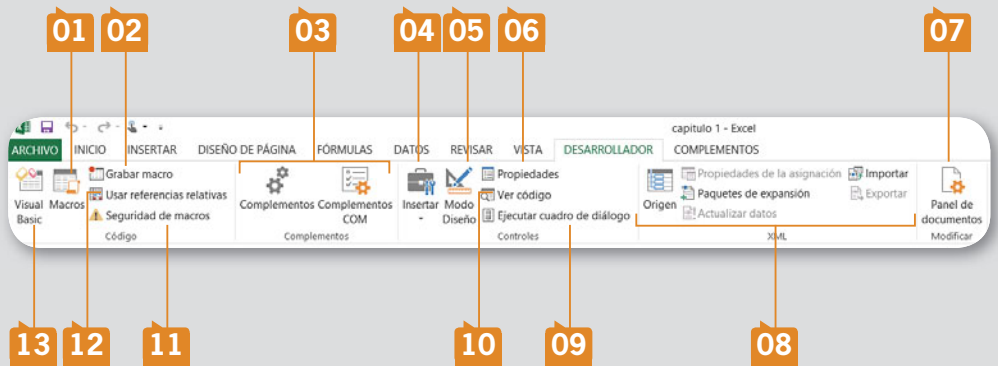 01 02 03 04 05 06 07
capitulo 1 - Excel
ARCHIVO INICIO INSERTAR DISEÑO DE PÁGINA FÓRMULAS DATOS REVISAR VISTA DESARROLLADOR COMPLEMENTOS
Visual Basic
Macros
Grabar macro
Usar referencias relativas
Seguridad de macros
Código
Complementos
Complementos COM
Complementos
Insertar
Modo Diseño
Propiedades
Ver código
Ejecutar cuadro de diálogo
Controles
Origen
Propiedades de la asignación
Paquetes de expansión
Actualizar datos
Importar
Exportar
XML
Panel de documentos
Modificar
13 12 11 10 09 08